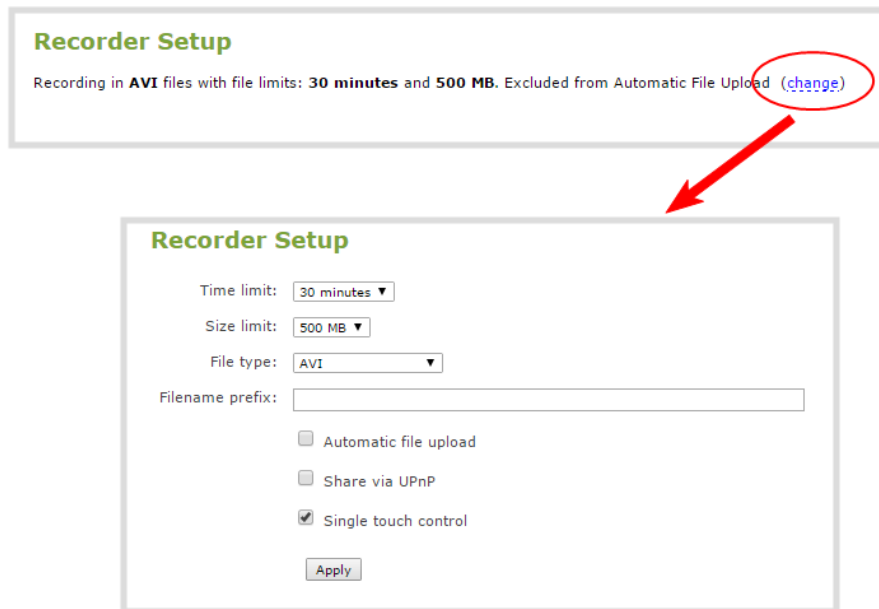 Recorder Setup
Recording in AVI files with file limits: 30 minutes and 500 MB. Excluded from Automatic File Upload (change)
Recorder Setup
Time limit: 30 minutes
Size limit: 500 MB
File type: AVI
Filename prefix:
Automatic file upload
Share via UPnP
Single touch control
Apply